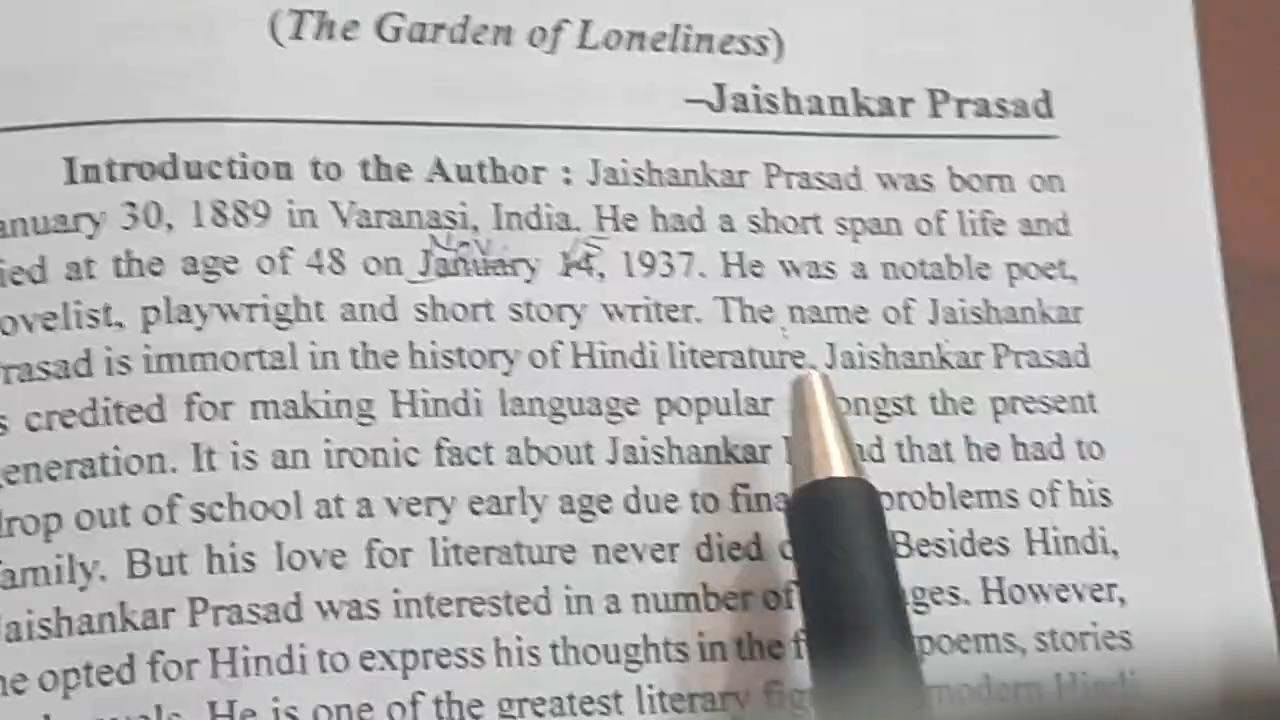 (The Garden of Loneliness)
–Jaishankar Prasad
Introduction to the Author : Jaishankar Prasad was born on
anuary 30, 1889 in Varanasi, India. He had a short span of life and
Nov. 15
ied at the age of 48 on January 14, 1937. He was a notable poet,
ovelist, playwright and short story writer. The name of Jaishankar
rasad is immortal in the history of Hindi literature. Jaishankar Prasad
s credited for making Hindi language popular ongst the present
eneration. It is an ironic fact about Jaishankar that he had to
drop out of school at a very early age due to fina problems of his
amily. But his love for literature never died Besides Hindi,
aishankar Prasad was interested in a number of ges. However,
he opted for Hindi to express his thoughts in the f poems, stories
He is one of the greatest literary fig modern Hindi